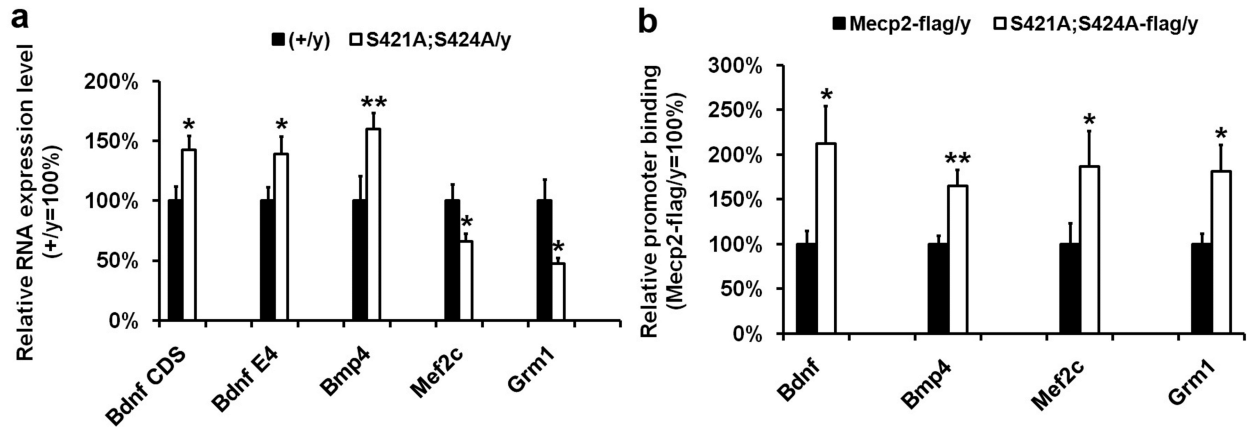 a
(+/y) S421A;S424A/y
Relative RNA expression level
(+/y=100%)
200%
150%
100%
50%
0%
* * ** * *
Bdnf CDS
Bdnf E4
Bmp4
Mef2c
Grm1
b
Mecp2-flag/y S421A;S424A-flag/y
Relative promoter binding
(Mecp2-flag/y=100%)
300%
250%
200%
150%
100%
50%
0%
* ** * *
Bdnf
Bmp4
Mef2c
Grm1